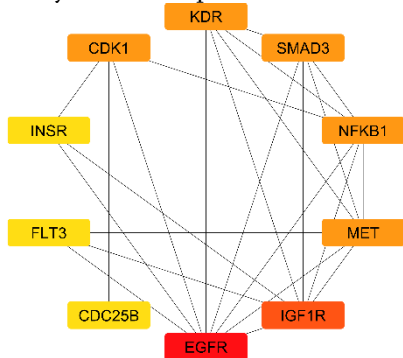 KDR
CDK1
SMAD3
INSR
NFKB1
FLT3
MET
CDC25B
IGF1R
EGFR